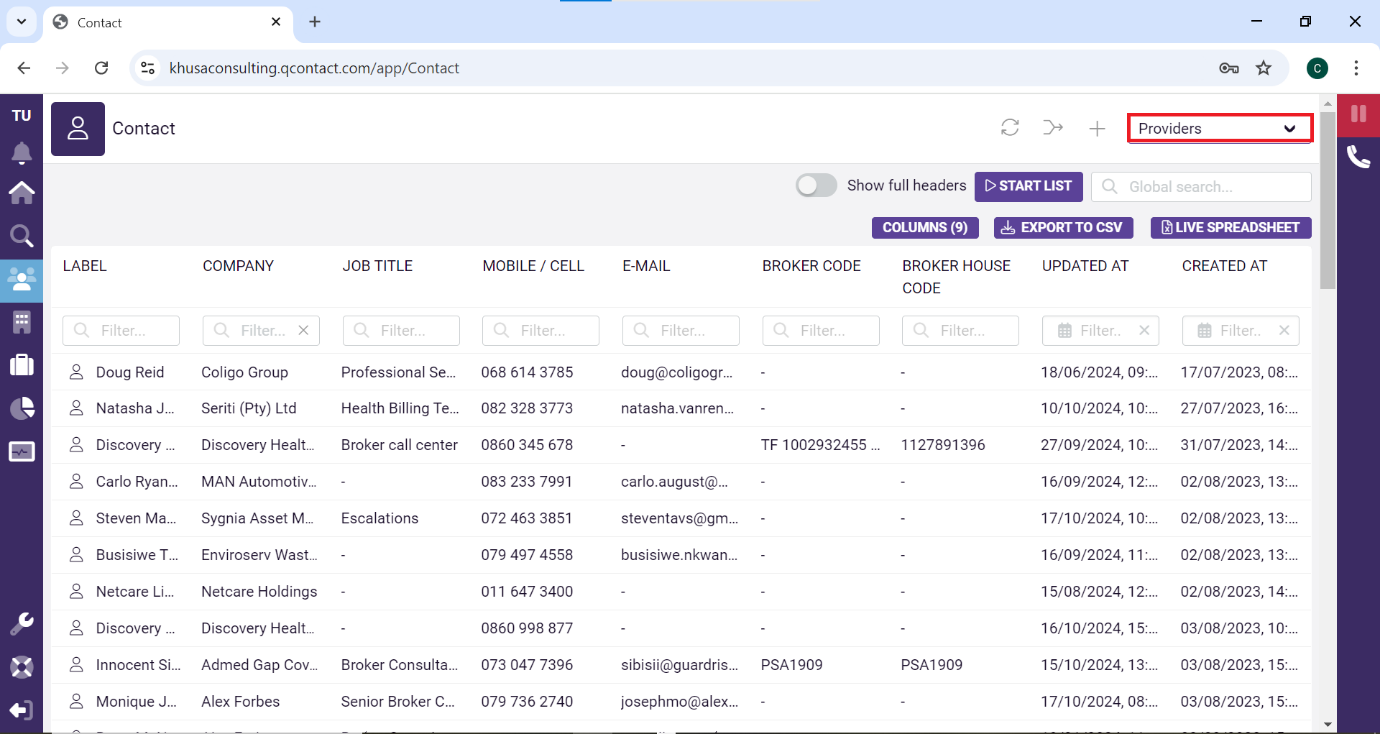 Contact
khusaconsulting.qcontact.com/app/Contact
C
TU
Contact
Providers
Show full headers
START LIST
Global search...
COLUMNS (9)
EXPORT TO CSV
LIVE SPREADSHEET
LABEL COMPANY JOB TITLE MOBILE / CELL E-MAIL BROKER CODE BROKER HOUSE CODE UPDATED AT CREATED AT
Filter... Filter... Filter... Filter... Filter... Filter... Filter... Filter.. Filter..
Doug Reid Coligo Group Professional Se... 068 614 3785 doug@coligogr... - - 18/06/2024, 09:... 17/07/2023, 08:...
Natasha J... Seriti (Pty) Ltd Health Billing Te... 082 328 3773 natasha.vanren... - - 10/10/2024, 10:... 27/07/2023, 16:...
Discovery ... Discovery Healt... Broker call center 0860 345 678 - TF 1002932455 ... 1127891396 27/09/2024, 10:... 31/07/2023, 14:...
Carlo Ryan... MAN Automotiv... - 083 233 7991 carlo.august@... - - 16/09/2024, 12:... 02/08/2023, 13:...
Steven Ma... Sygnia Asset M... Escalations 072 463 3851 steventavs@gm... - - 17/10/2024, 10:... 02/08/2023, 13:...
Busisiwe T... Enviroserv Wast... - 079 497 4558 busisiwe.nkwan... - - 16/09/2024, 11:... 02/08/2023, 13:...
Netcare Li... Netcare Holdings - 011 647 3400 - - - 15/08/2024, 12:... 02/08/2023, 14:...
Discovery ... Discovery Healt... - 0860 998 877 - - - 16/10/2024, 15:... 03/08/2023, 10:...
Innocent Si... Admed Gap Cov... Broker Consulta... 073 047 7396 sibisii@guardris... PSA1909 PSA1909 15/10/2024, 13:... 03/08/2023, 15:...
Monique J... Alex Forbes Senior Broker C... 079 736 2740 josephmo@alex... - - 17/10/2024, 08:... 03/08/2023, 15:...